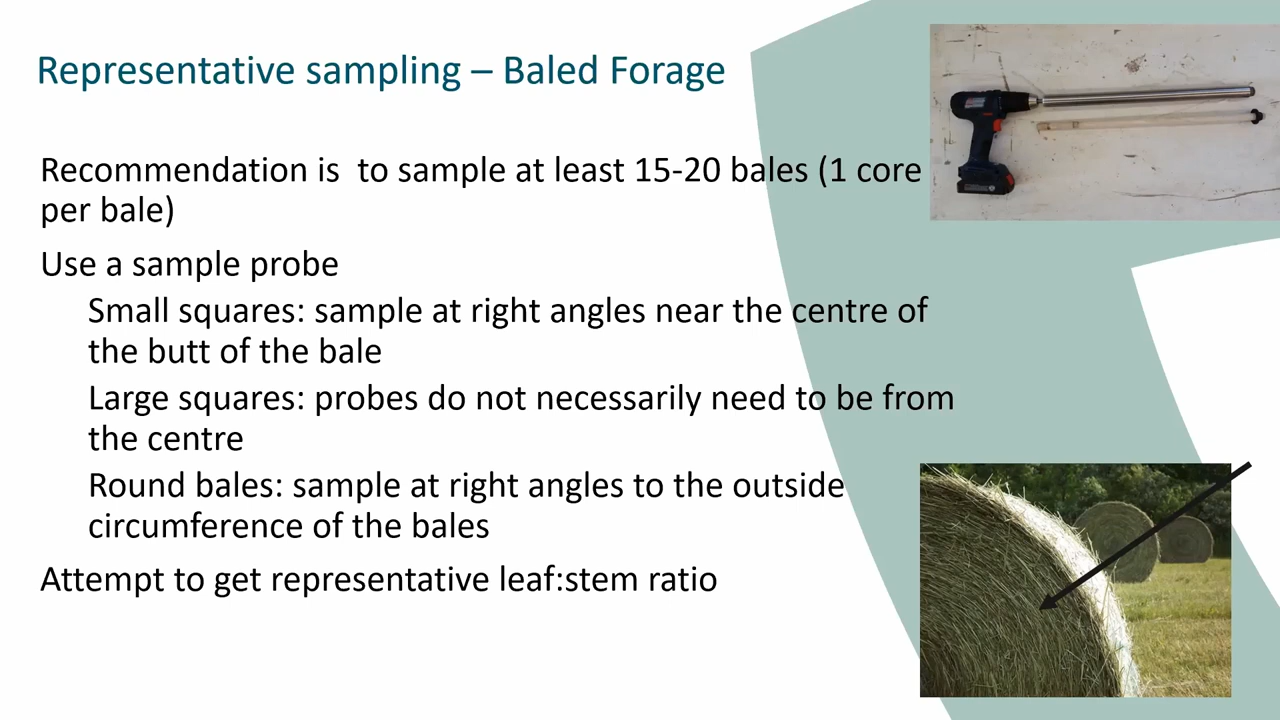 Representative sampling – Baled Forage
Recommendation is  to sample at least 15-20 bales (1 core
per bale)
Use a sample probe
Small squares: sample at right angles near the centre of
the butt of the bale
Large squares: probes do not necessarily need to be from
the centre
Round bales: sample at right angles to the outside
circumference of the bales
Attempt to get representative leaf:stem ratio